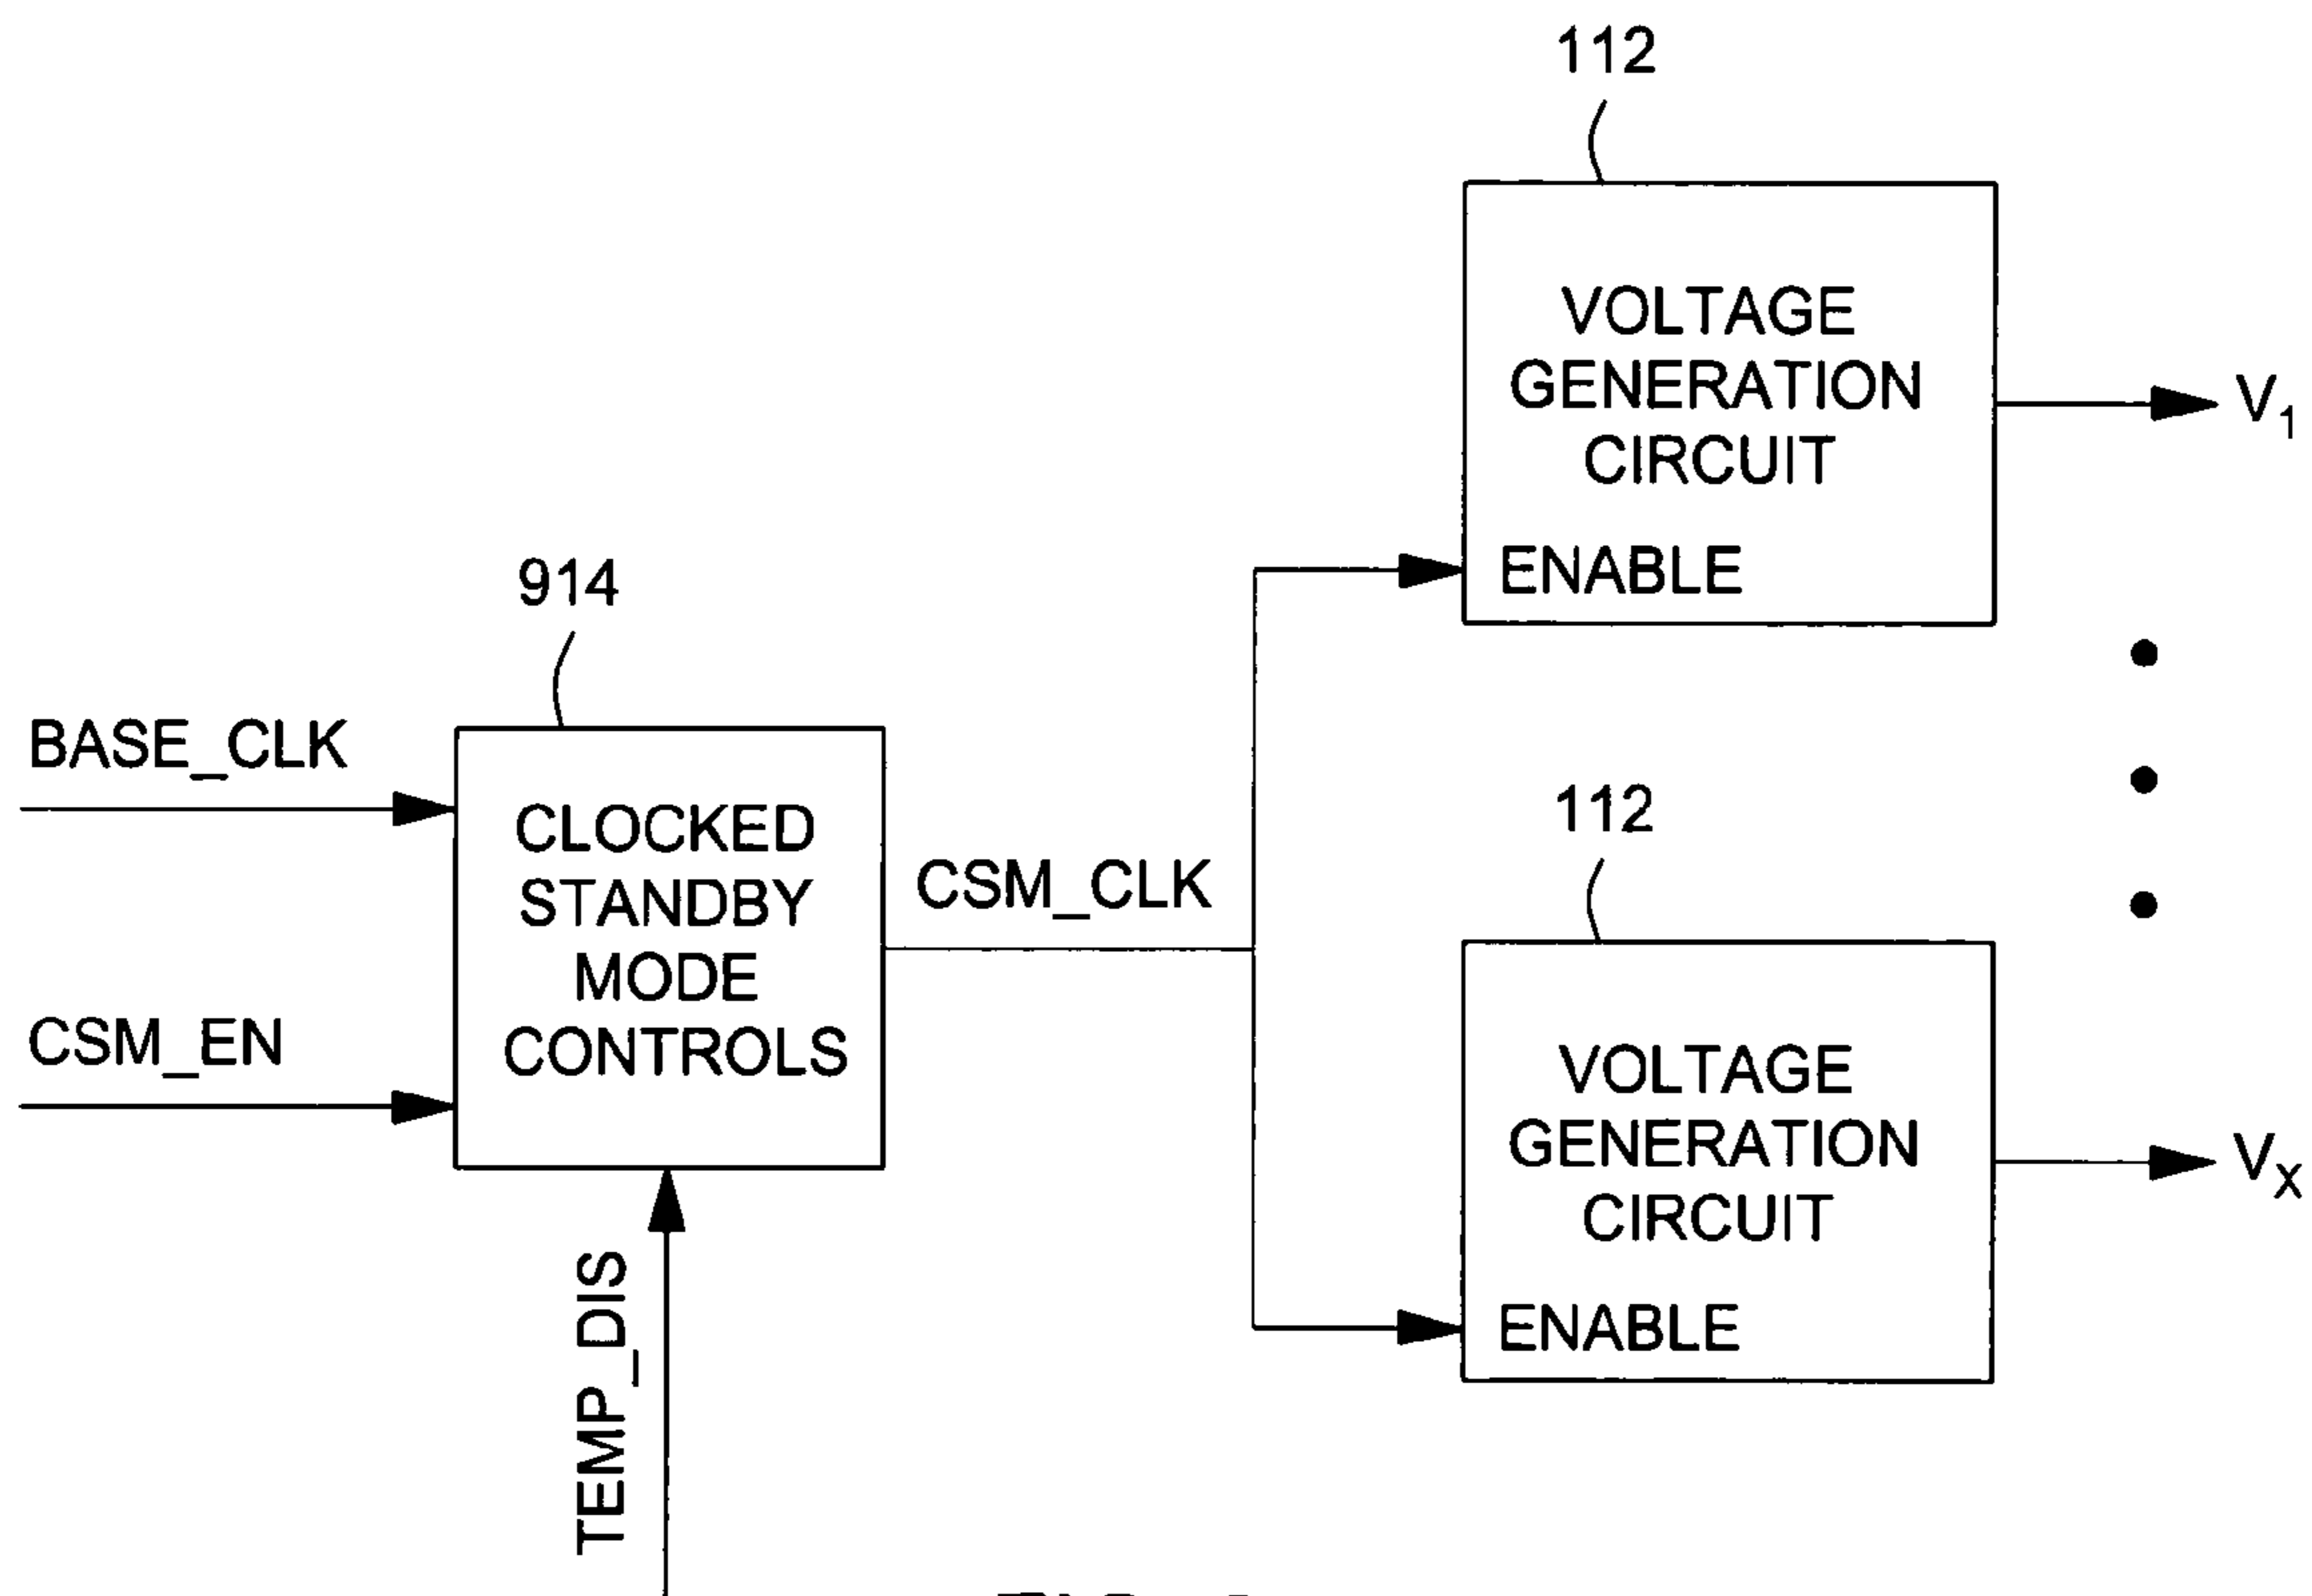 112
VOLTAGE
GENERATION
CIRCUIT
ENABLE
V1
914
BASE_CLK
CSM_EN
CLOCKED
STANDBY
MODE
CONTROLS
CSM_CLK
TEMP_DIS
112
VOLTAGE
GENERATION
CIRCUIT
ENABLE
VX